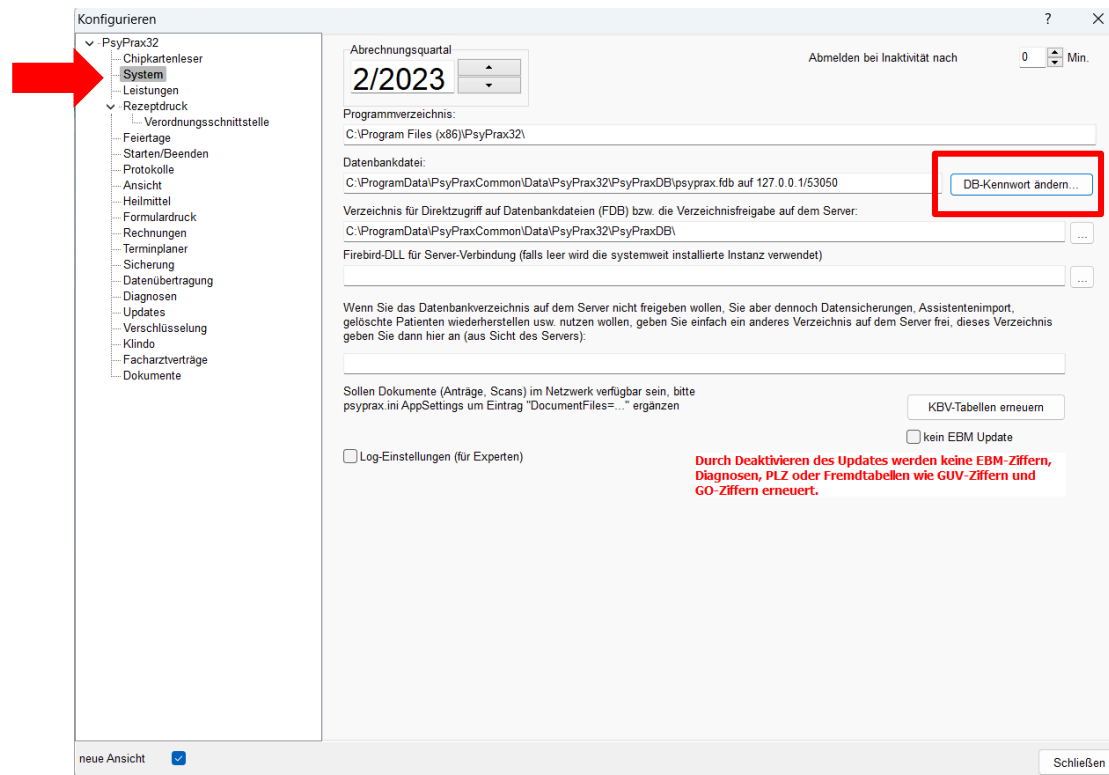 Konfigurieren
?
PsyPrax32
Chipkartenleser
System
Leistungen
Rezeptdruck
Verordnungsschnittstelle
Feiertage
Starten/Beenden
Protokolle
Ansicht
Heilmittel
Formulardruck
Rechnungen
Terminplaner
Sicherung
Datenübertragung
Diagnosen
Updates
Verschlüsselung
Klindo
Facharztverträge
Dokumente
Abrechnungsquartal
2/2023
Abmelden bei Inaktivität nach 0 Min.
Programmverzeichnis:
C:\Program Files (x86)\PsyPrax32\
Datenbankdatei:
C:\ProgramData\PsyPraxCommon\Data\PsyPrax32\PsyPraxDB\psyprax.fdb auf 127.0.0.1/53050
DB-Kennwort ändern...
Verzeichnis für Direktzugriff auf Datenbankdateien (FDB) bzw. die Verzeichnisfreigabe auf dem Server:
C:\ProgramData\PsyPraxCommon\Data\PsyPrax32\PsyPraxDB\
...
Firebird-DLL für Server-Verbindung (falls leer wird die systemweit installierte Instanz verwendet)
...
Wenn Sie das Datenbankverzeichnis auf dem Server nicht freigeben wollen, Sie aber dennoch Datensicherungen, Assistentenimport,
gelöschte Patienten wiederherstellen usw. nutzen wollen, geben Sie einfach ein anderes Verzeichnis auf dem Server frei, dieses Verzeichnis
geben Sie dann hier an (aus Sicht des Servers):
Sollen Dokumente (Anträge, Scans) im Netzwerk verfügbar sein, bitte
psyprax.ini AppSettings um Eintrag "DocumentFiles=..." ergänzen
KBV-Tabellen erneuern
kein EBM Update
Log-Einstellungen (für Experten)
Durch Deaktivieren des Updates werden keine EBM-Ziffern,
Diagnosen, PLZ oder Fremdtabellen wie GUV-Ziffern und
GO-Ziffern erneuert.
neue Ansicht
Schließen